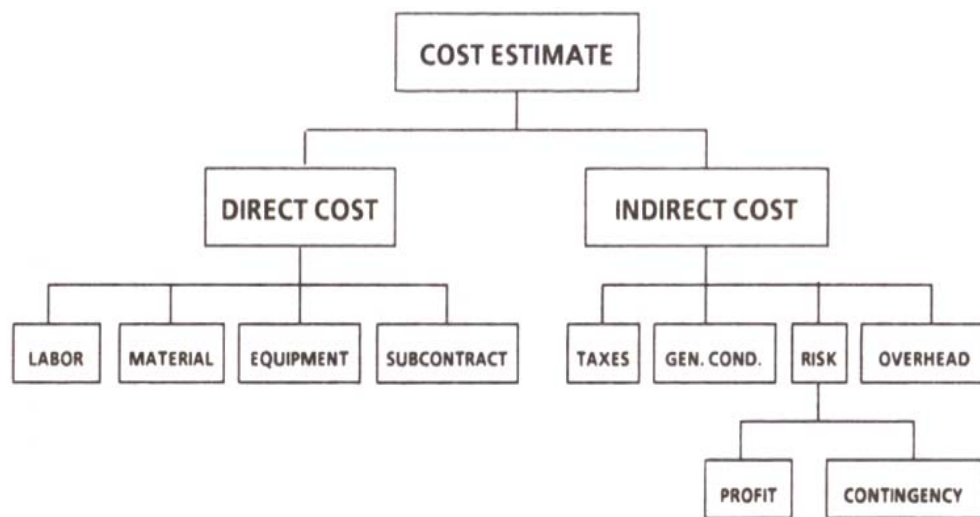 COST ESTIMATE
DIRECT COST
INDIRECT COST
LABOR
MATERIAL
EQUIPMENT
SUBCONTRACT
TAXES
GEN. COND.
RISK
OVERHEAD
PROFIT
CONTINGENCY